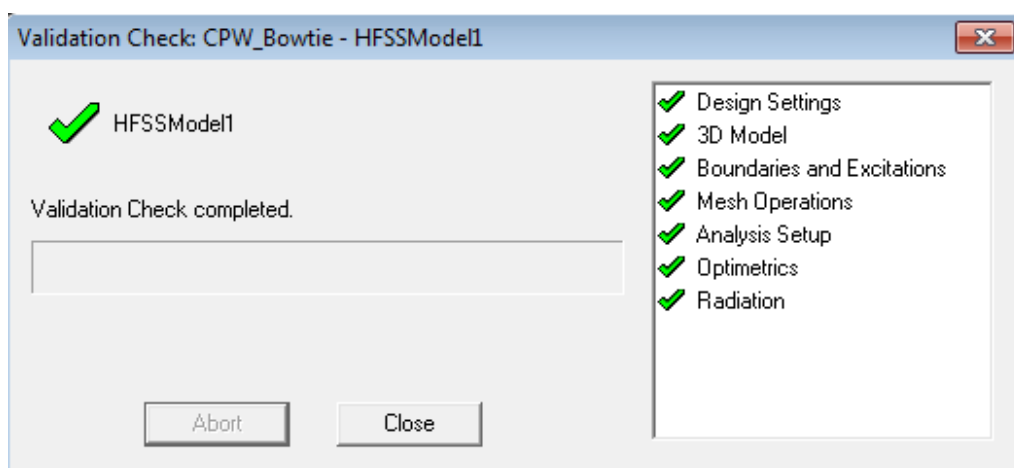 Validation Check: CPW_Bowtie - HFSSModel1
HFSSModel1
Validation Check completed.
Abort
Close
Design Settings
3D Model
Boundaries and Excitations
Mesh Operations
Analysis Setup
Optimetrics
Radiation